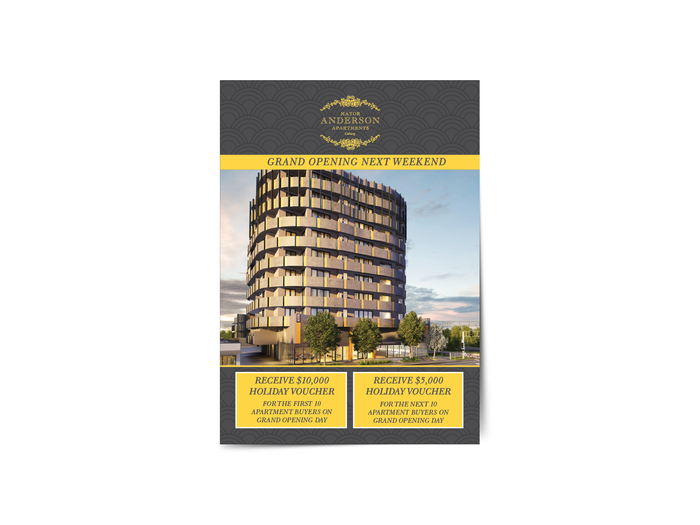 MAYOR
ANDERSON
APARTMENTS
GRAND OPENING NEXT WEEKEND
RECEIVE $10,000
HOLIDAY VOUCHER
FOR THE FIRST 10
APARTMENT BUYERS ON
GRAND OPENING DAY
RECEIVE $5,000
HOLIDAY VOUCHER
FOR THE NEXT 10
APARTMENT BUYERS ON
GRAND OPENING DAY